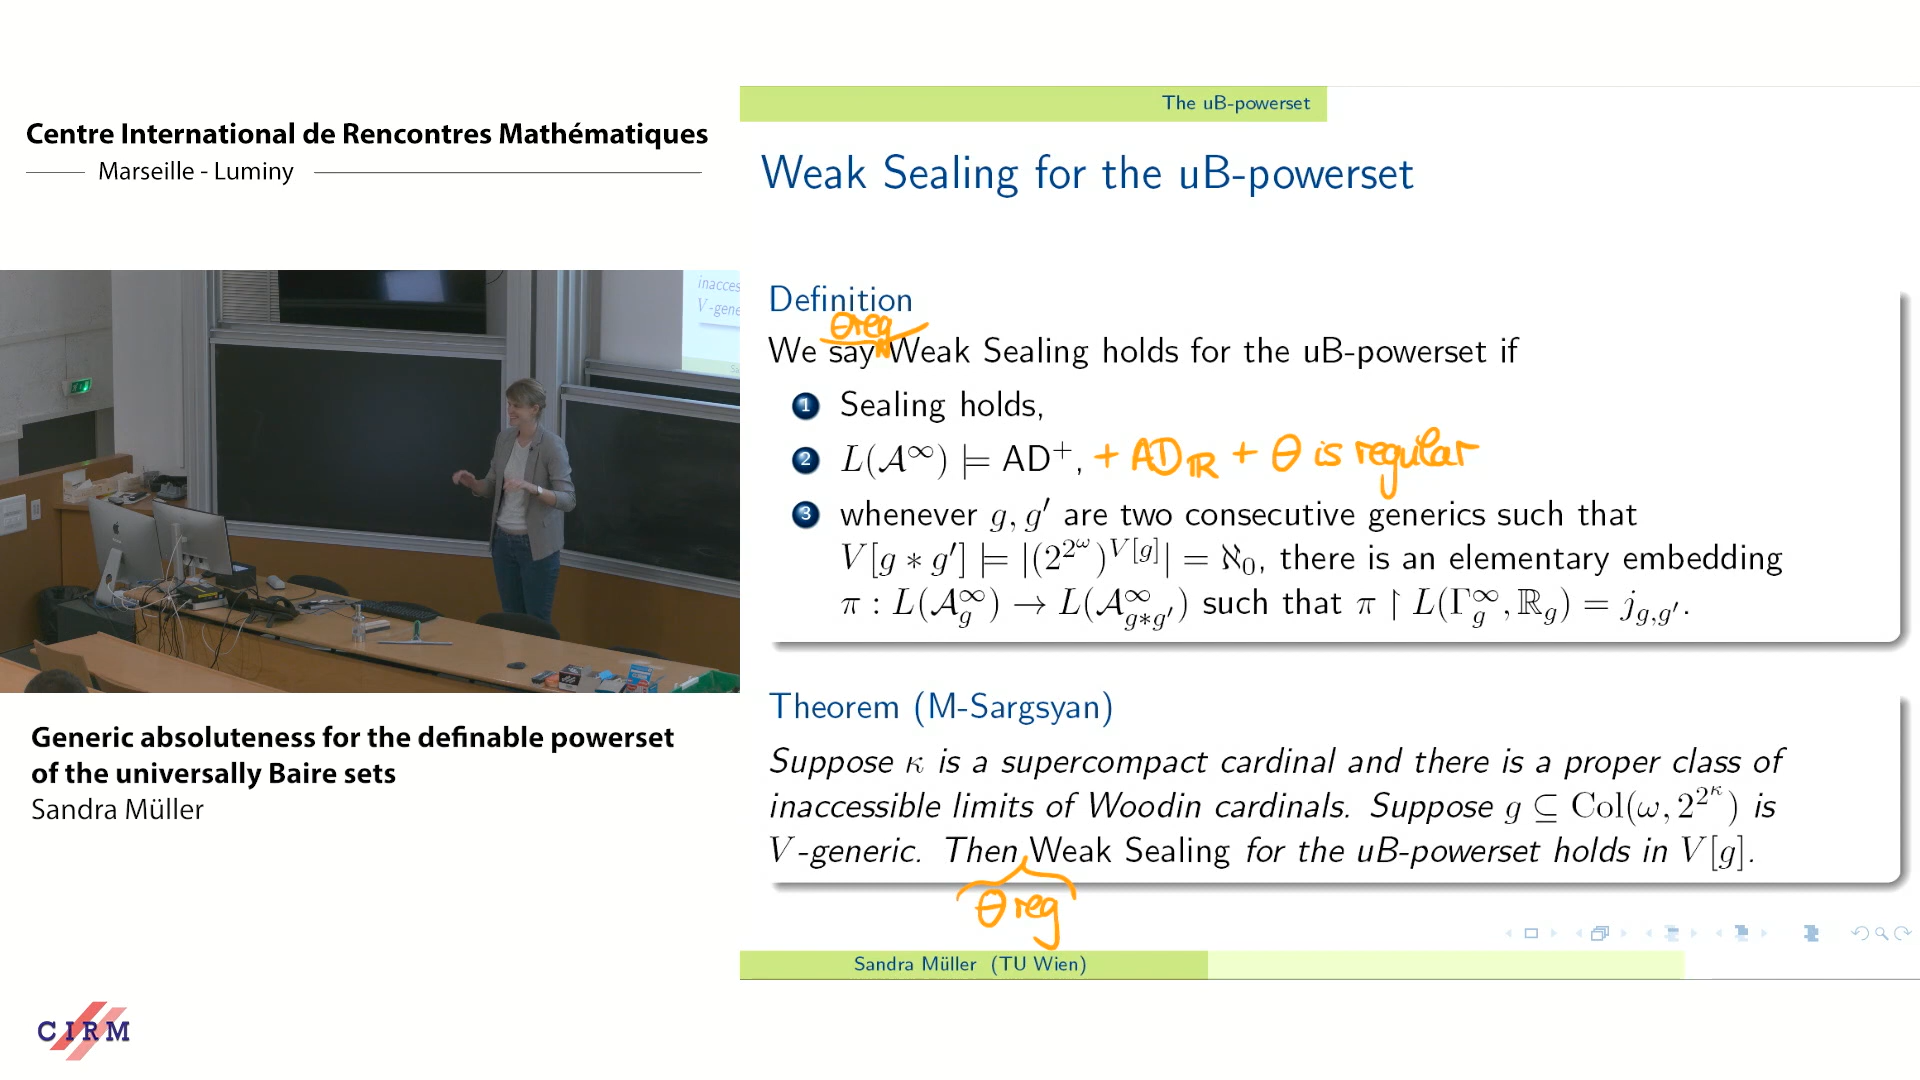 Centre International de Rencontres Mathématiques
Marseille - Luminy
inacces
V-gene
Generic absoluteness for the definable powerset
of the universally Baire sets
Sandra Müller
CIRM
The uB-powerset
Weak Sealing for the uB-powerset
Definition
Θreg
We say Weak Sealing holds for the uB-powerset if
1 Sealing holds,
2 L(𝒜^∞) ⊨ AD⁺, + AD_ℝ + Θ is regular
3 whenever g, g′ are two consecutive generics such that
V[g ∗ g′] ⊨ |(2^{2^ω})^{V[g]}| = ℵ₀, there is an elementary embedding
π : L(𝒜_g^∞) → L(𝒜_{g∗g′}^∞) such that π ↾ L(Γ_g^∞, ℝ_g) = j_{g,g′}.
Theorem (M-Sargsyan)
Suppose κ is a supercompact cardinal and there is a proper class of
inaccessible limits of Woodin cardinals. Suppose g ⊆ Col(ω, 2^{2^κ}) is
V-generic. Then Weak Sealing for the uB-powerset holds in V[g].
Θ reg
Sandra Müller (TU Wien)